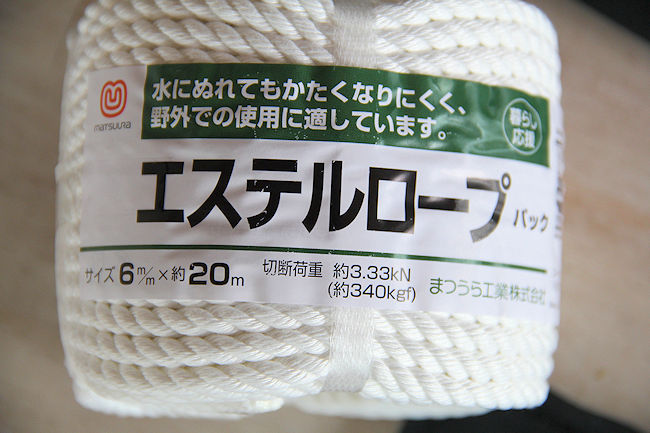 MATSUURA
水にぬれてもかたくなりにくく、
野外での使用に適しています。
暮らし
応援
エステルロープ パック
サイズ 6m/m×約20m
切断荷重 約3.33kN
(約340kgf)
まつうら工業株式会社